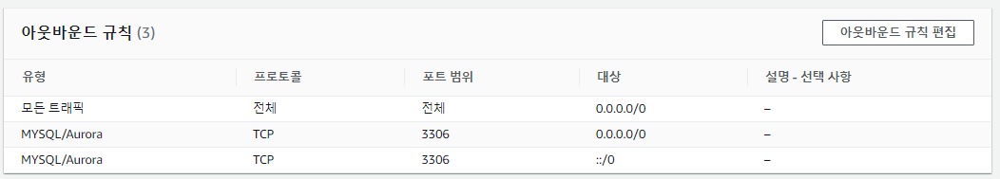 아웃바운드 규칙 (3)
아웃바운드 규칙 편집
유형 프로토콜 포트 범위 대상 설명 - 선택 사항
모든 트래픽 전체 전체 0.0.0.0/0 –
MYSQL/Aurora TCP 3306 0.0.0.0/0 –
MYSQL/Aurora TCP 3306 ::/0 –